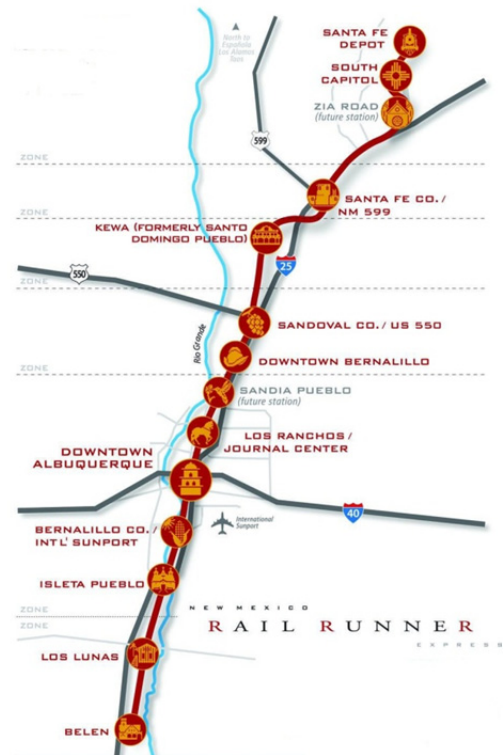 SANTA FE
DEPOT
North to
Española
Los Alamos
Taos
SOUTH
CAPITOL
ZIA ROAD
(future station)
599
ZONE
SANTA FE CO./
NM 599
ZONE
KEWA (FORMERLY SANTO
DOMINGO PUEBLO)
25
550
ZONE
SANDOVAL CO./ US 550
Rio Grande
DOWNTOWN BERNALILLO
ZONE
SANDIA PUEBLO
(future station)
LOS RANCHOS /
JOURNAL CENTER
DOWNTOWN
ALBUQUERQUE
40
International
Sunport
BERNALILLO CO./
INT'L' SUNPORT
ISLETA PUEBLO
ZONE
ZONE
NEW MEXICO
RAIL RUNNER
EXPRESS
LOS LUNAS
BELEN